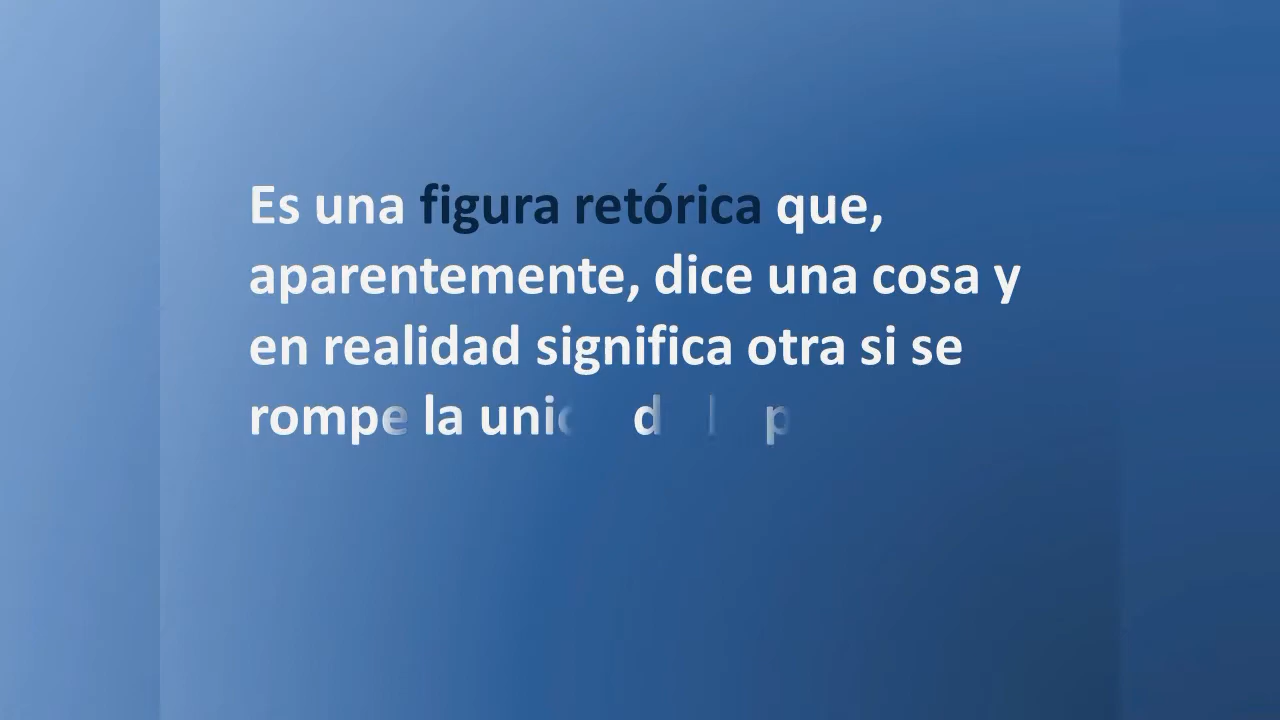 Es una figura retórica que,
aparentemente, dice una cosa y
en realidad significa otra si se
rompe la